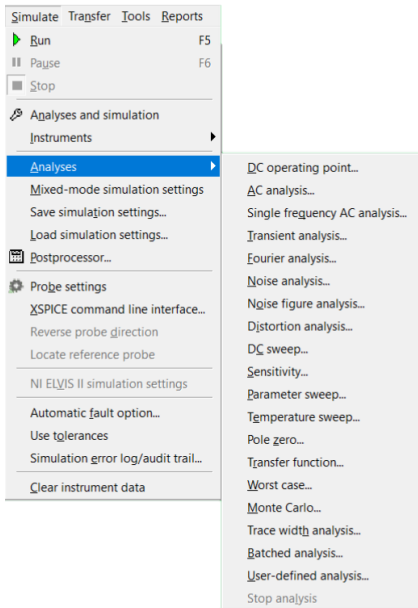 Simulate Transfer Tools Reports
Run F5
Pause F6
Stop
Analyses and simulation
Instruments
Analyses
Mixed-mode simulation settings
Save simulation settings...
Load simulation settings...
Postprocessor...
Probe settings
XSPICE command line interface...
Reverse probe direction
Locate reference probe
NI ELVIS II simulation settings
Automatic fault option...
Use tolerances
Simulation error log/audit trail...
Clear instrument data
DC operating point...
AC analysis...
Single frequency AC analysis...
Transient analysis...
Fourier analysis...
Noise analysis...
Noise figure analysis...
Distortion analysis...
DC sweep...
Sensitivity...
Parameter sweep...
Temperature sweep...
Pole zero...
Transfer function...
Worst case...
Monte Carlo...
Trace width analysis...
Batched analysis...
User-defined analysis...
Stop analysis